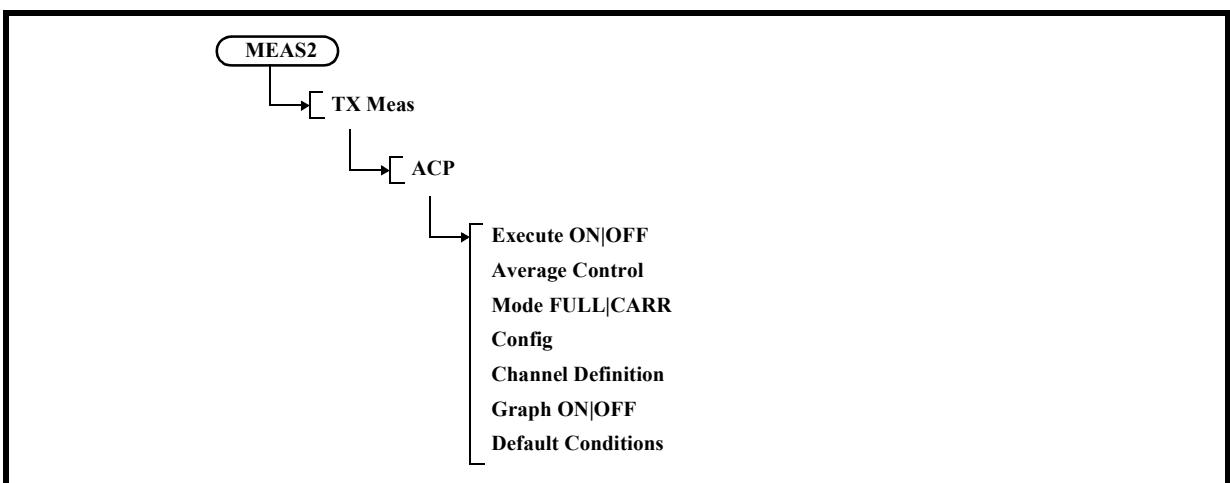 MEAS2
TX Meas
ACP
Execute ON|OFF
Average Control
Mode FULL|CARR
Config
Channel Definition
Graph ON|OFF
Default Conditions